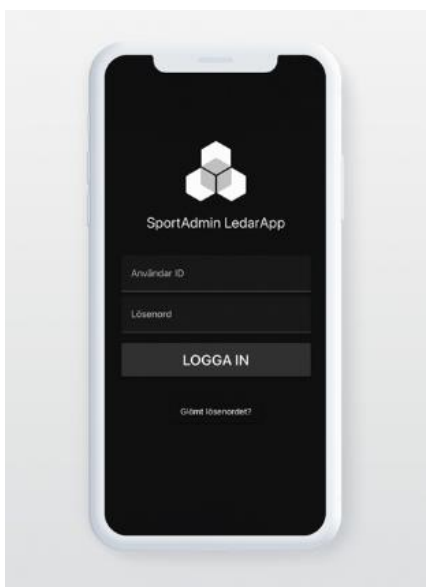 SportAdmin LedarApp
Användar ID
Lösenord
LOGGA IN
Glömt lösenordet?